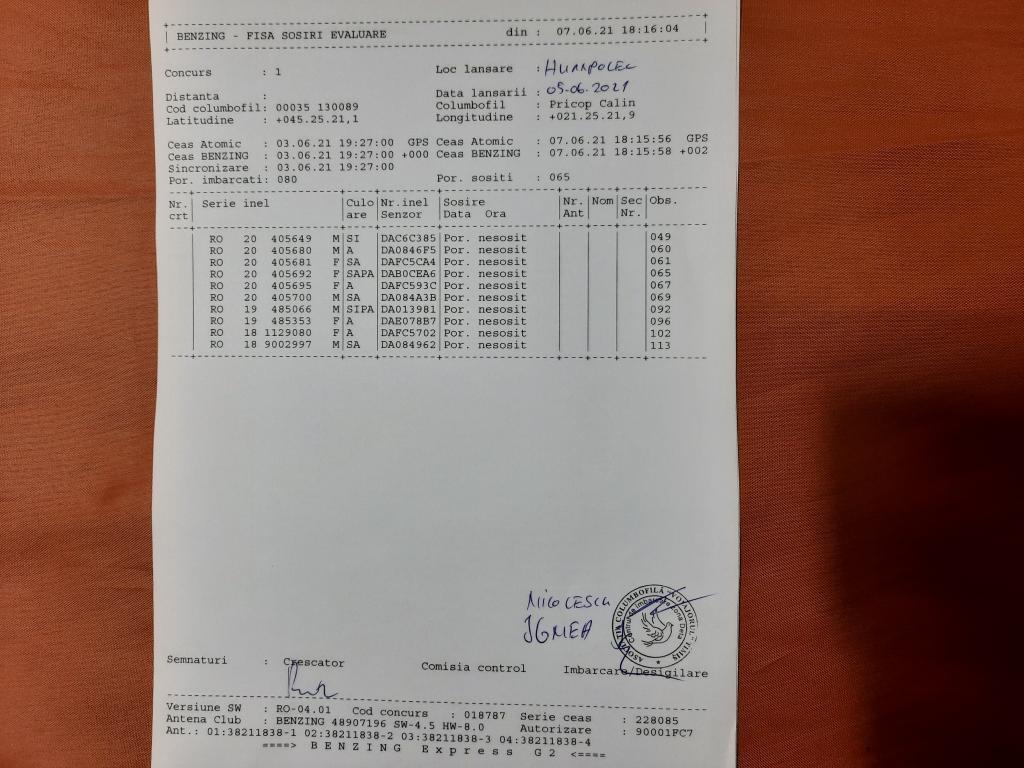 BENZING - FISA SOSIRI EVALUARE din : 07.06.21 18:16:04
Concurs : 1 Loc lansare : HUMPOLEC
Distanta : Data lansarii : 05-06.2021
Cod columbofil: 00035 130089 Columbofil : Pricop Calin
Latitudine : +045.25.21,1 Longitudine : +021.25.21,9
Ceas Atomic : 03.06.21 19:27:00 GPS Ceas Atomic : 07.06.21 18:15:56 GPS
Ceas BENZING : 03.06.21 19:27:00 +000 Ceas BENZING : 07.06.21 18:15:58 +002
Sincronizare : 03.06.21 19:27:00
Por. imbarcati: 080 Por. sositi : 065
Nr. Serie inel Culo Nr.inel Sosire Nr. Nom Sec Obs.
crt are Senzor Data Ora Ant Nr.
RO 20 405649 M SI DAC6C385 Por. nesosit 049
RO 20 405680 M A DA0846F5 Por. nesosit 060
RO 20 405681 F SA DAFC5CA4 Por. nesosit 061
RO 20 405692 F SAPA DAB0CEA6 Por. nesosit 065
RO 20 405695 F A DAFC593C Por. nesosit 067
RO 20 405700 M SA DA084A3B Por. nesosit 069
RO 19 485066 M SIPA DA013981 Por. nesosit 092
RO 19 485353 F A DAE078B7 Por. nesosit 096
RO 18 1129080 F A DAFC5702 Por. nesosit 102
RO 18 9002997 M SA DA084962 Por. nesosit 113
NICOLESCU
IGNEA
ASOCIATIA COLUMBOFILA "VOIAJORUL" TIMIS
Centrul de Imbarcare Zona Deta
Semnaturi : Crescator Comisia control Imbarcare/Desigilare
Versiune SW : RO-04.01 Cod concurs : 018787 Serie ceas : 228085
Antena Club : BENZING 48907196 SW-4.5 HW-8.0 Autorizare : 90001FC7
Ant.: 01:38211838-1 02:38211838-2 03:38211838-3 04:38211838-4
====> B E N Z I N G E x p r e s s G 2 <====